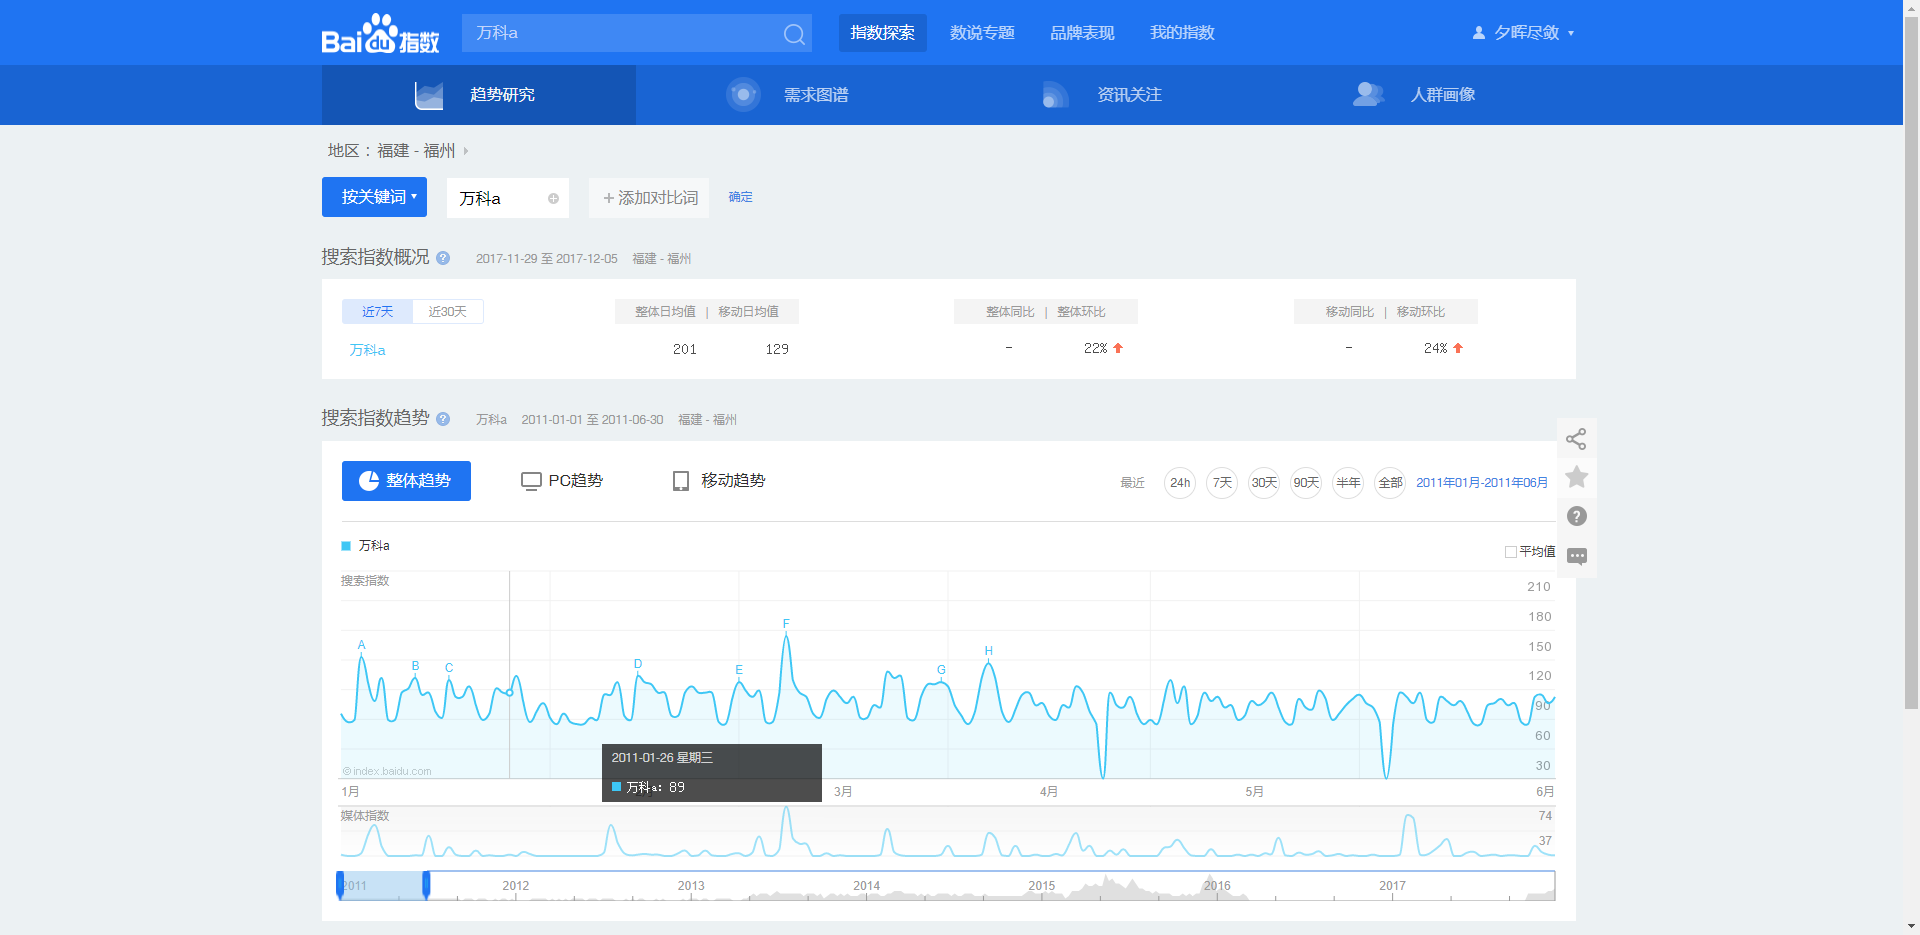 Baidu指数
万科a
指数探索
数说专题
品牌表现
我的指数
夕晖尽敛
趋势研究
需求图谱
资讯关注
人群画像
地区： 福建 - 福州
按关键词
万科a
+ 添加对比词
确定
搜索指数概况 ? 2017-11-29 至 2017-12-05 福建 - 福州
近7天 近30天
整体日均值 | 移动日均值
整体同比 | 整体环比
移动同比 | 移动环比
万科a 201 129 - 22% - 24%
搜索指数趋势 ? 万科a 2011-01-01 至 2011-06-30 福建 - 福州
整体趋势 PC趋势 移动趋势
最近 24h 7天 30天 90天 半年 全部 2011年01月-2011年06月
万科a
平均值
搜索指数
210
180
150
120
90
60
30
A B C D E F G H
©index.baidu.com
2011-01-26 星期三
万科a: 89
1月 3月 4月 5月 6月
媒体指数
74
37
2011 2012 2013 2014 2015 2016 2017